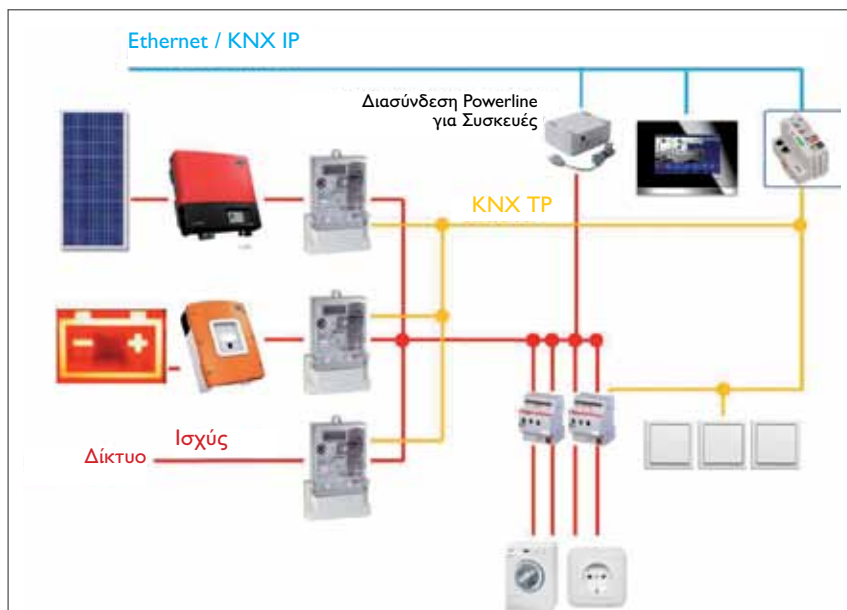 Ethernet / KNX IP
Διασύνδεση Powerline
για Συσκευές
KNX TP
Ισχύς
Δίκτυο